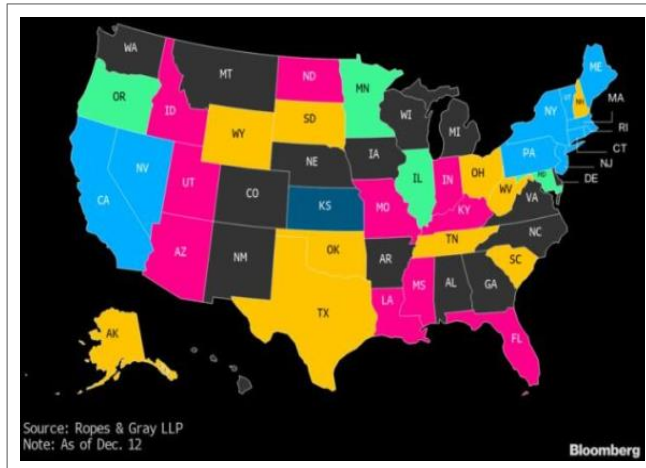 WA
MT
ND
MN
ME
OR
ID
WY
SD
WI
MI
NY
VT
NH
MA
RI
CT
NJ
DE
NV
UT
CO
NE
IA
IL
IN
OH
PA
MD
WV
VA
CA
KS
MO
KY
NC
AZ
NM
OK
AR
TN
SC
TX
LA
MS
AL
GA
FL
AK
Source: Ropes & Gray LLP
Note: As of Dec. 12
Bloomberg